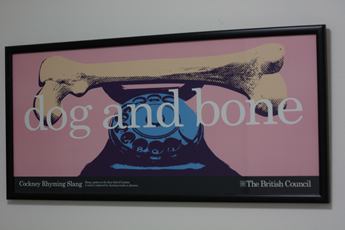 dog and bone
Cockney Rhyming Slang
The British Council